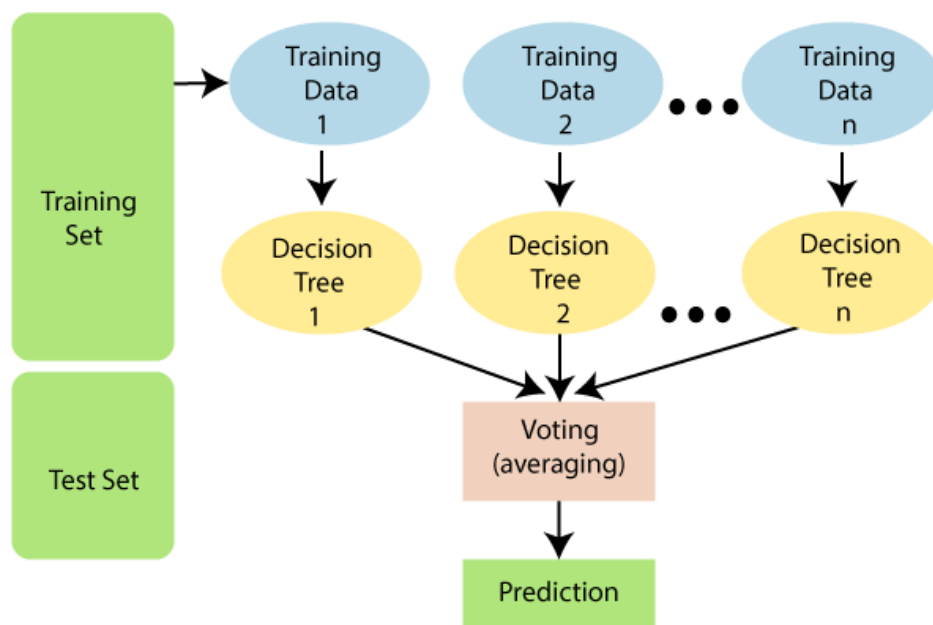 Training
Data
1
Training
Data
2
Training
Data
n
Training
Set
Decision
Tree
1
Decision
Tree
2
Decision
Tree
n
Voting
(averaging)
Test Set
Prediction